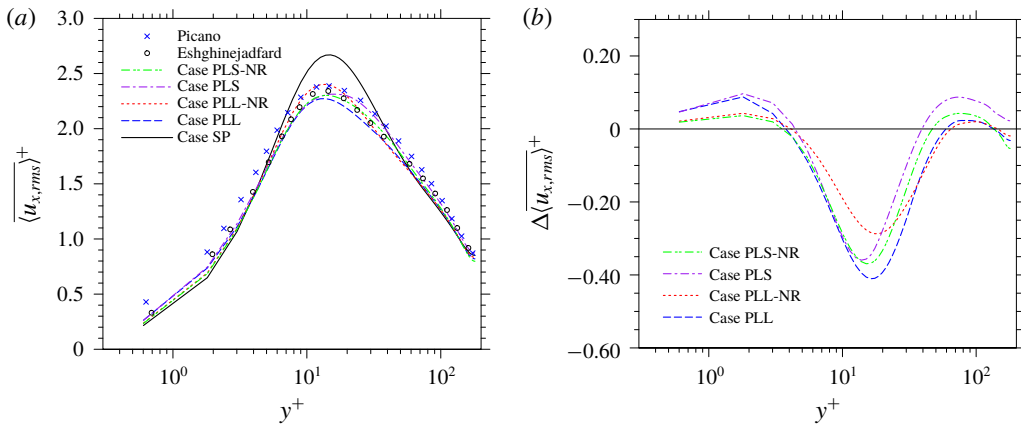 (a)
3.0
2.5
2.0
1.5
1.0
0.5
0
⟨u_{x,rms}⟩⁺
Picano
Eshghinejadfard
Case PLS-NR
Case PLS
Case PLL-NR
Case PLL
Case SP
10⁰
10¹
10²
y⁺
(b)
0.20
0
−0.20
−0.40
−0.60
Δ⟨u_{x,rms}⟩⁺
Case PLS-NR
Case PLS
Case PLL-NR
Case PLL
10⁰
10¹
10²
y⁺